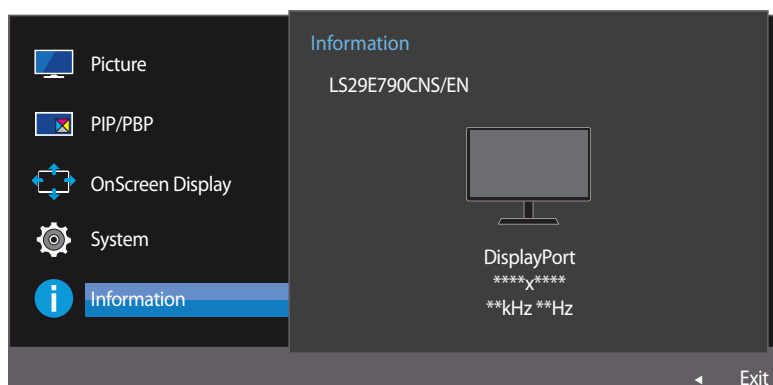 Picture
PIP/PBP
OnScreen Display
System
Information
Information
LS29E790CNS/EN
DisplayPort
****x****
**kHz **Hz
Exit